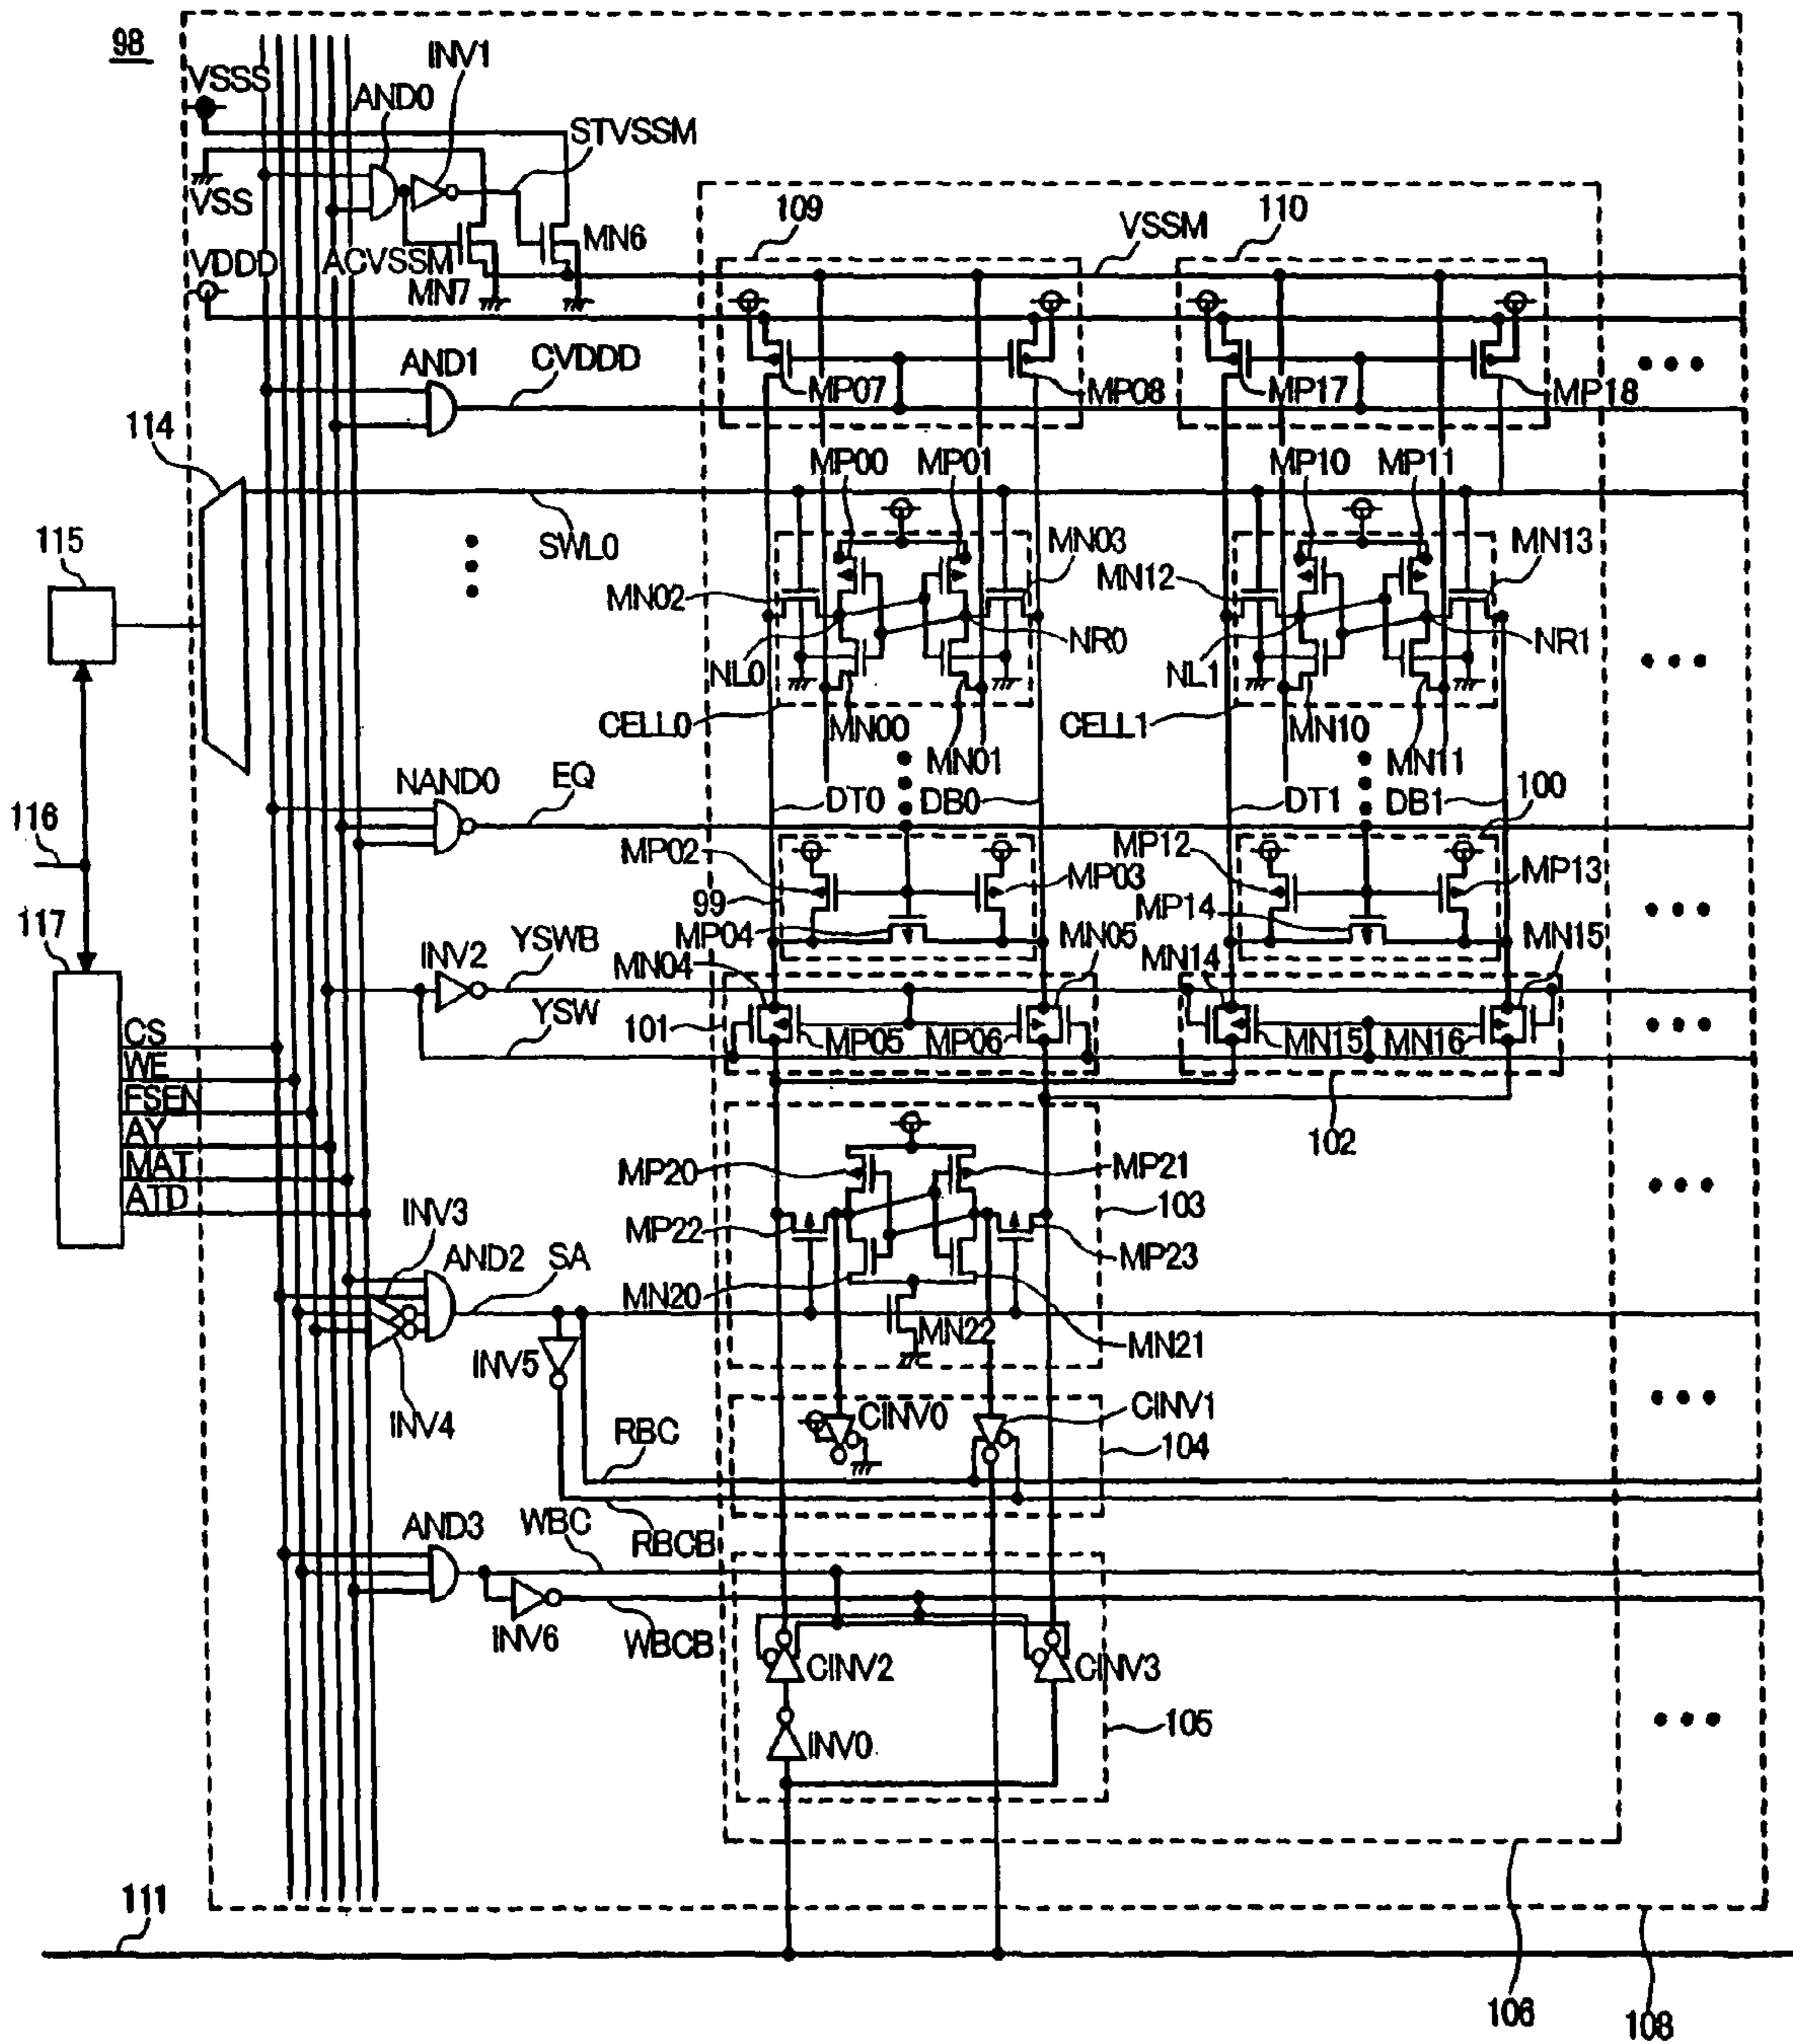 98
VSSS
INV1
AND0
STVSSM
VSS
MN6
VDDD
ACVSSM
MN7
109
VSSM
110
AND1
CVDDD
MP07
MP08
MP17
MP18
114
115
SWL0
MP00
MP01
MP10
MP11
MN03
MN13
MN02
MN12
NL0
NR0
NL1
NR1
CELL0
MN00
MN01
CELL1
MN10
MN11
NAND0
EQ
DT0
DB0
DT1
DB1
100
116
MP02
MP03
MP12
MP13
99
MP04
MP14
117
INV2
YSWB
MN04
MN05
MN14
MN15
YSW
101
MP05
MP06
MN15
MN16
CS
WE
FSEN
AY
MAT
ATD
102
MP20
MP21
103
INV3
AND2
SA
MP22
MP23
MN20
MN22
MN21
INV5
INV4
CINV0
CINV1
RBC
104
AND3
WBC
RBCB
INV6
WBCB
CINV2
CINV3
INV0
105
111
106
108